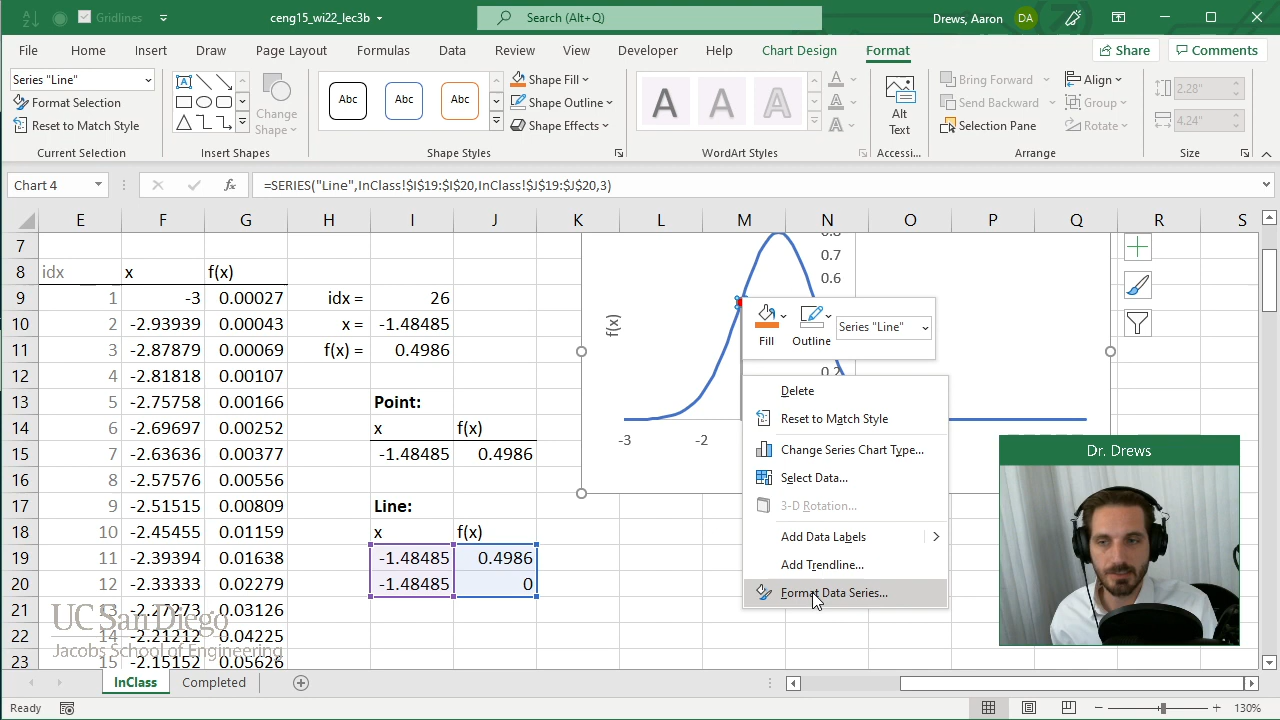 Gridlines
ceng15_wi22_lec3b
Search (Alt+Q)
Drews, Aaron
DA
File Home Insert Draw Page Layout Formulas Data Review View Developer Help Chart Design Format
Share
Comments
Series "Line"
Format Selection
Reset to Match Style
Current Selection
Change
Shape
Insert Shapes
Abc Abc Abc
Shape Fill
Shape Outline
Shape Effects
Shape Styles
A A A
WordArt Styles
Alt
Text
Accessi...
Bring Forward
Send Backward
Selection Pane
Align
Group
Rotate
Arrange
2.28"
4.24"
Size
Chart 4
fx
=SERIES("Line",InClass!$I$19:$I$20,InClass!$J$19:$J$20,3)
E F G H I J K L M N O P Q R S
7
8 idx x f(x)
9 1 -3 0.00027 idx = 26
10 2 -2.93939 0.00043 x = -1.48485
11 3 -2.87879 0.00069 f(x) = 0.4986
12 4 -2.81818 0.00107
13 5 -2.75758 0.00166 Point:
14 6 -2.69697 0.00252 x f(x)
15 7 -2.63636 0.00377 -1.48485 0.4986
16 8 -2.57576 0.00556
17 9 -2.51515 0.00809 Line:
18 10 -2.45455 0.01159 x f(x)
19 11 -2.39394 0.01638 -1.48485 0.4986
20 12 -2.33333 0.02279 -1.48485 0
21 13 -2.27273 0.03126
22 14 -2.21212 0.04225
23 15 -2.15152 0.05626
UC San Diego
Jacobs School of Engineering
0.8
0.7
0.6
0.2
f(x)
-3 -2
Fill
Outline
Series "Line"
Delete
Reset to Match Style
Change Series Chart Type...
Select Data...
3-D Rotation...
Add Data Labels
Add Trendline...
Format Data Series...
Dr. Drews
InClass
Completed
Ready
130%